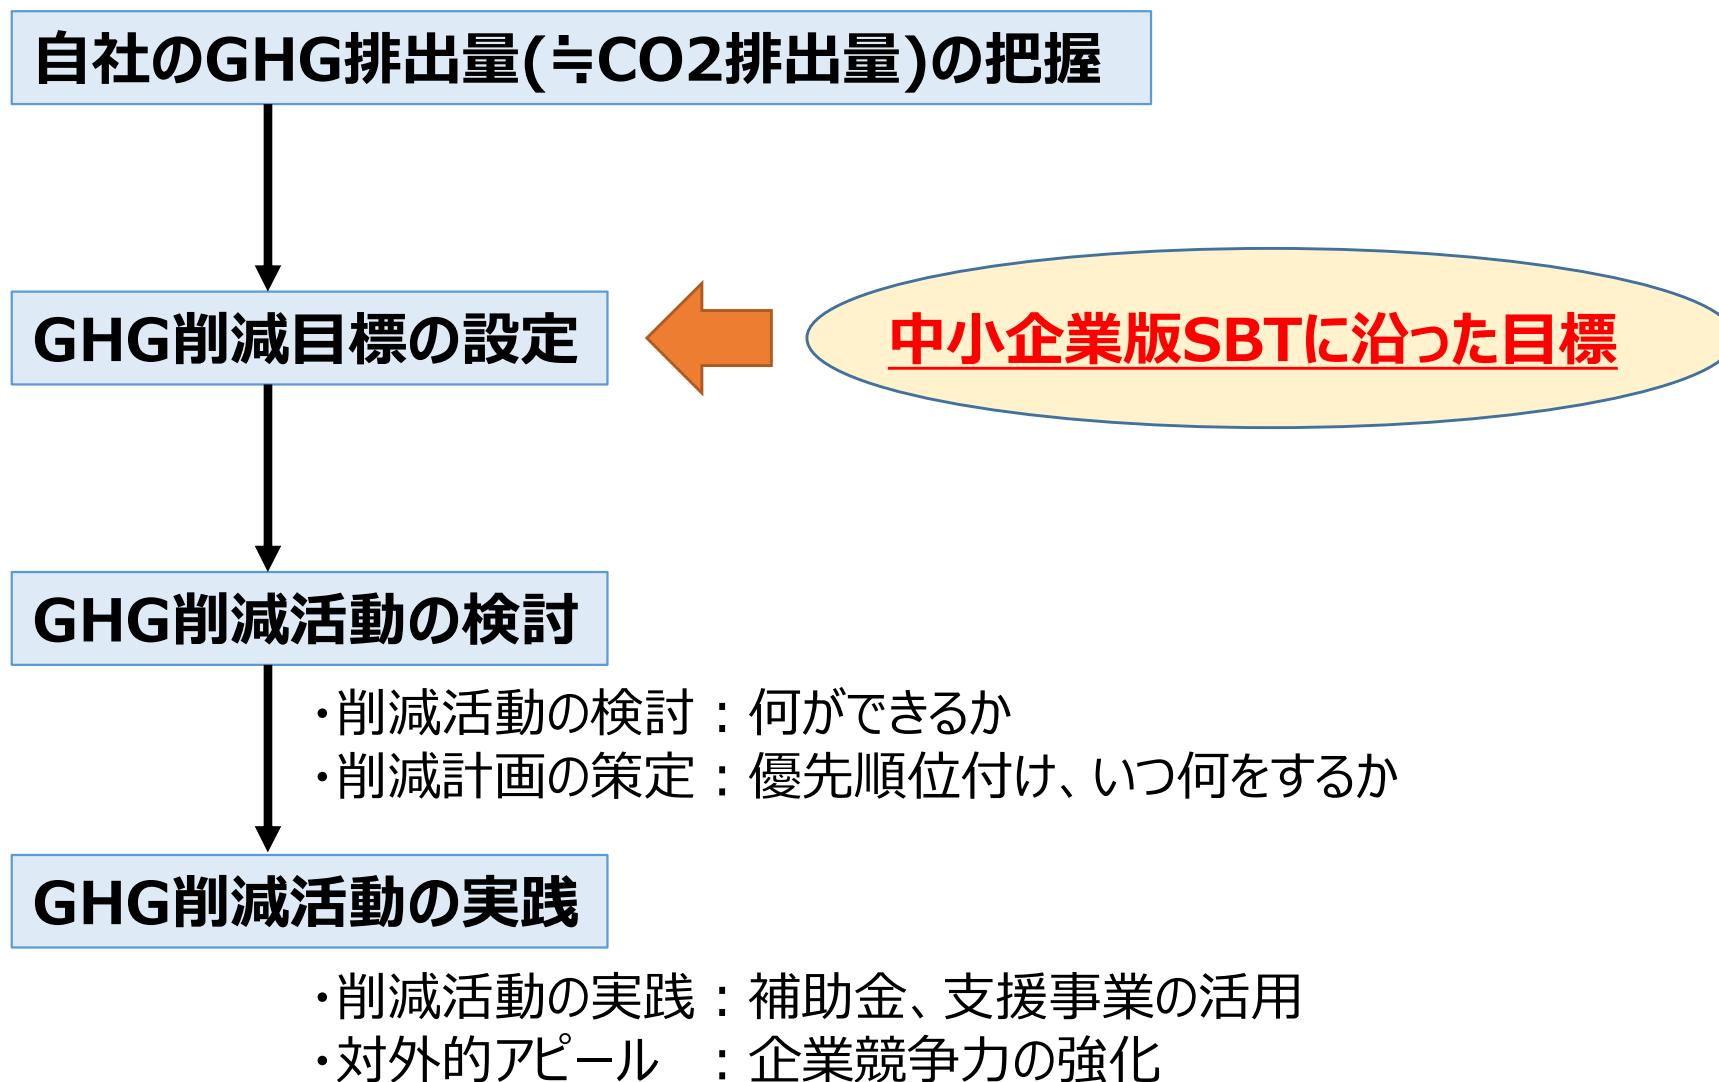 自社のGHG排出量(≒CO2排出量)の把握
GHG削減目標の設定
中小企業版SBTに沿った目標
GHG削減活動の検討
・削減活動の検討：何ができるか
・削減計画の策定：優先順位付け、いつ何をするか
GHG削減活動の実践
・削減活動の実践：補助金、支援事業の活用
・対外的アピール　：企業競争力の強化